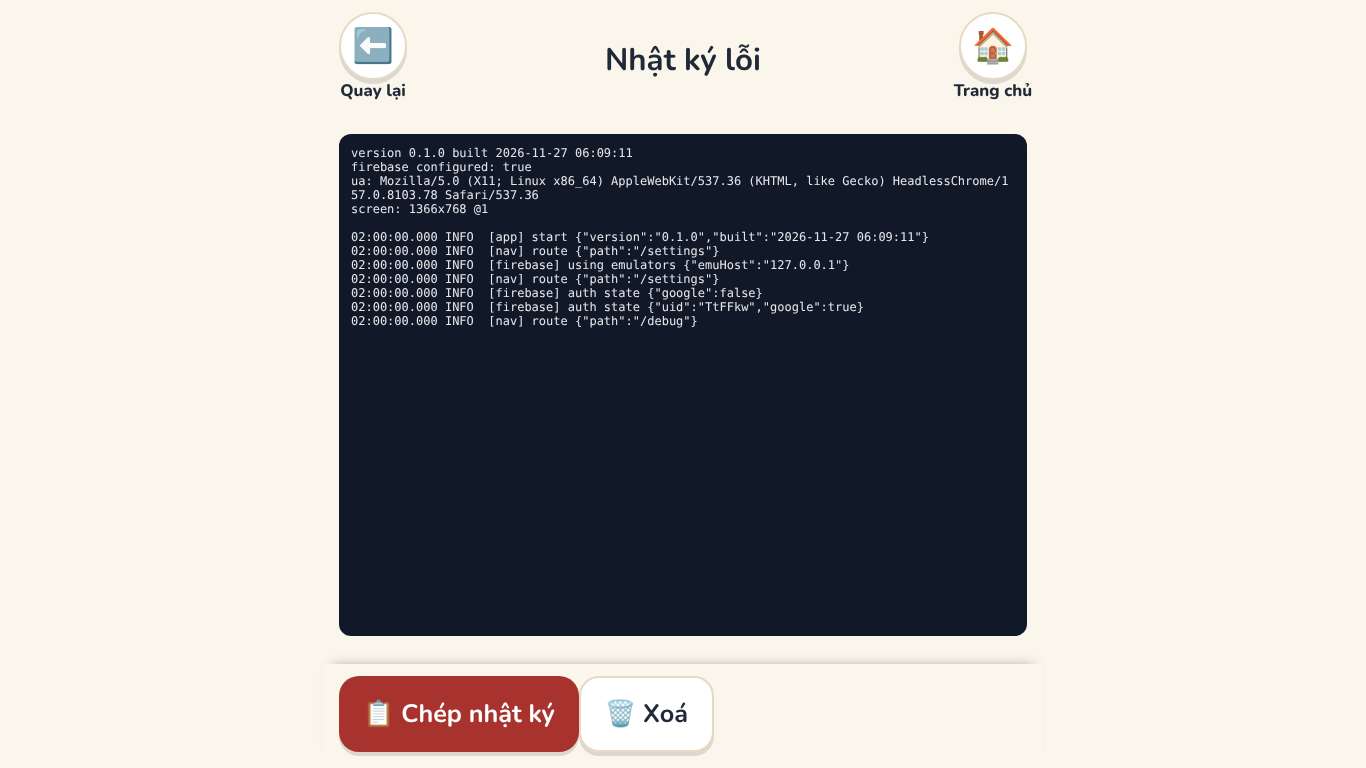 Nhật ký lỗi
Quay lại
Trang chủ
version 0.1.0 built 2026-11-27 06:09:11
firebase configured: true
ua: Mozilla/5.0 (X11; Linux x86_64) AppleWebKit/537.36 (KHTML, like Gecko) HeadlessChrome/1
57.0.8103.78 Safari/537.36
screen: 1366x768 @1
02:00:00.000 INFO  [app] start {"version":"0.1.0","built":"2026-11-27 06:09:11"}
02:00:00.000 INFO  [nav] route {"path":"/settings"}
02:00:00.000 INFO  [firebase] using emulators {"emuHost":"127.0.0.1"}
02:00:00.000 INFO  [nav] route {"path":"/settings"}
02:00:00.000 INFO  [firebase] auth state {"google":false}
02:00:00.000 INFO  [firebase] auth state {"uid":"TtFFkw","google":true}
02:00:00.000 INFO  [nav] route {"path":"/debug"}
Chép nhật ký
Xoá